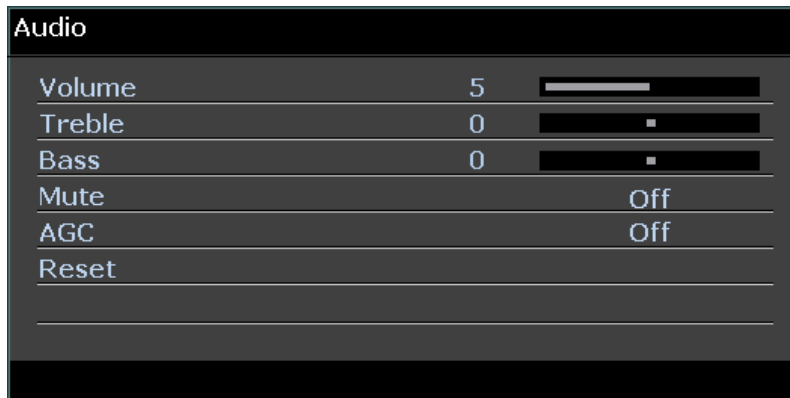 Audio
Volume 5
Treble 0
Bass 0
Mute Off
AGC Off
Reset